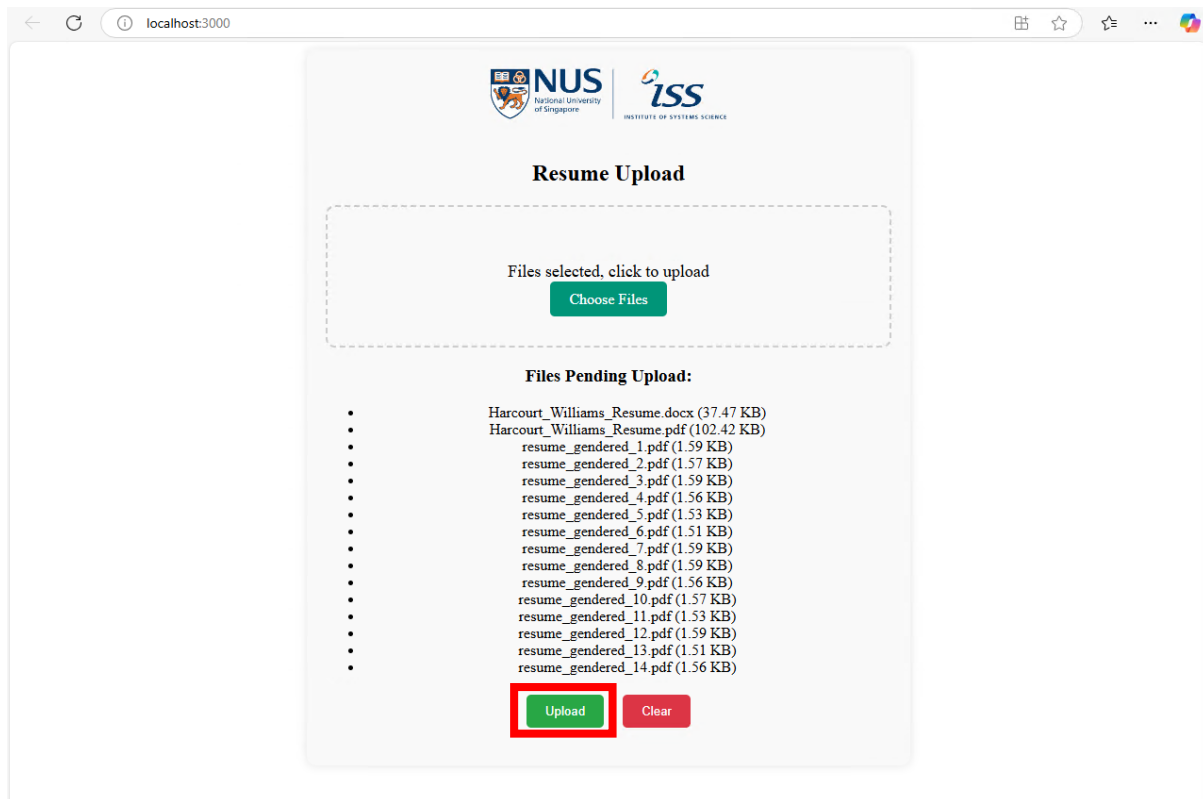 localhost:3000
NUS
National University
of Singapore
iss
INSTITUTE OF SYSTEMS SCIENCE
Resume Upload
Files selected, click to upload
Choose Files
Files Pending Upload:
Harcourt_Williams_Resume.docx (37.47 KB)
Harcourt_Williams_Resume.pdf (102.42 KB)
resume_gendered_1.pdf (1.59 KB)
resume_gendered_2.pdf (1.57 KB)
resume_gendered_3.pdf (1.59 KB)
resume_gendered_4.pdf (1.56 KB)
resume_gendered_5.pdf (1.53 KB)
resume_gendered_6.pdf (1.51 KB)
resume_gendered_7.pdf (1.59 KB)
resume_gendered_8.pdf (1.59 KB)
resume_gendered_9.pdf (1.56 KB)
resume_gendered_10.pdf (1.57 KB)
resume_gendered_11.pdf (1.53 KB)
resume_gendered_12.pdf (1.59 KB)
resume_gendered_13.pdf (1.51 KB)
resume_gendered_14.pdf (1.56 KB)
Upload Clear